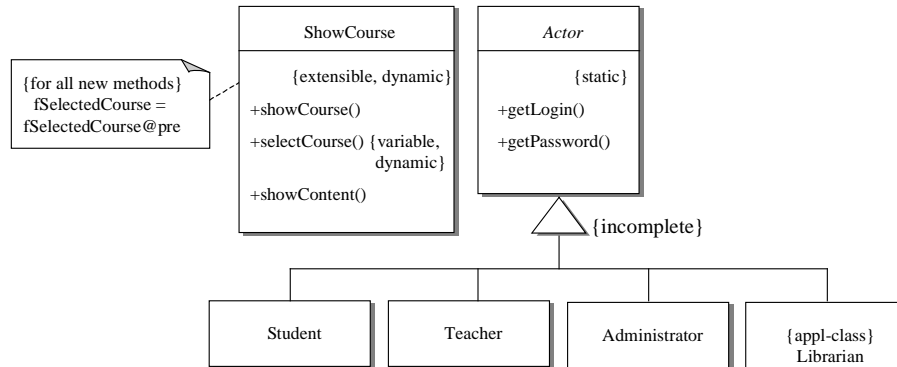 ShowCourse
{extensible, dynamic}
+showCourse()
+selectCourse() {variable,
dynamic}
+showContent()
{for all new methods}
fSelectedCourse =
fSelectedCourse@pre
Actor
{static}
+getLogin()
+getPassword()
{incomplete}
Student
Teacher
Administrator
{appl-class}
Librarian